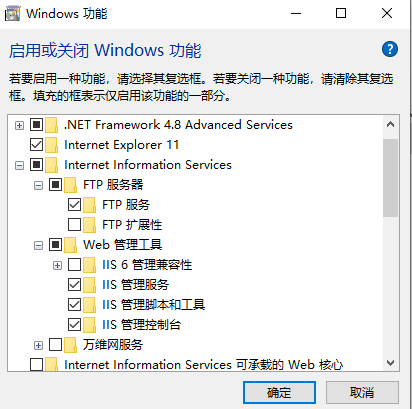 Windows 功能
启用或关闭 Windows 功能
若要启用一种功能，请选择其复选框。若要关闭一种功能，请清除其复选
框。填充的框表示仅启用该功能的一部分。
.NET Framework 4.8 Advanced Services
Internet Explorer 11
Internet Information Services
FTP 服务器
FTP 服务
FTP 扩展性
Web 管理工具
IIS 6 管理兼容性
IIS 管理服务
IIS 管理脚本和工具
IIS 管理控制台
万维网服务
Internet Information Services 可承载的 Web 核心
确定
取消